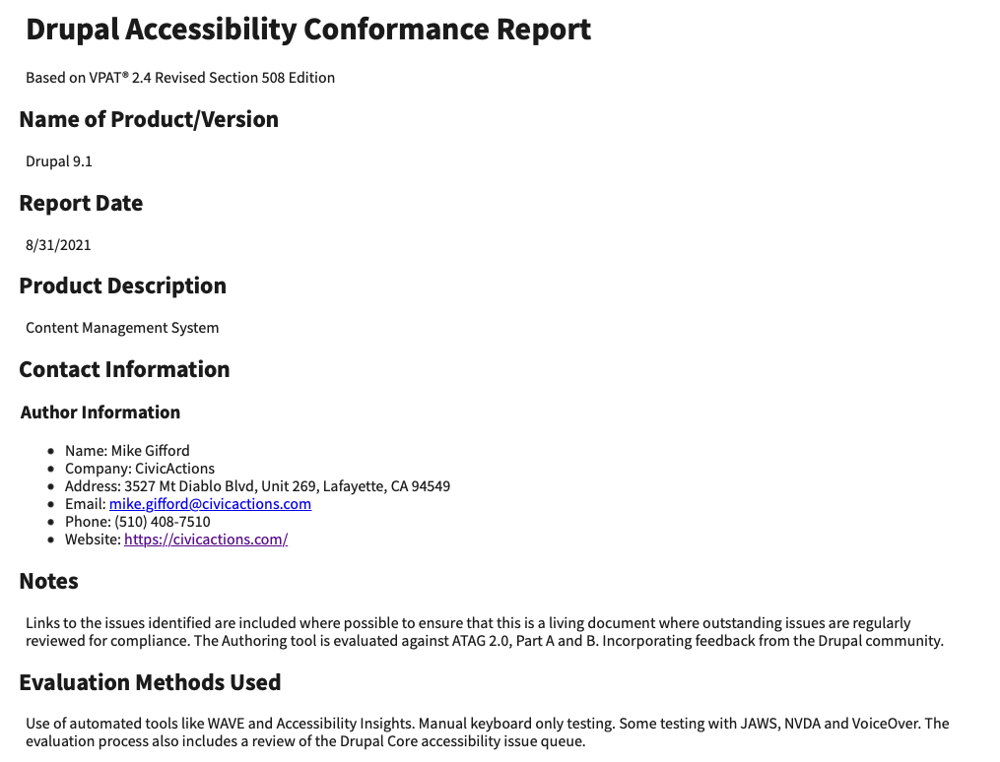 Drupal Accessibility Conformance Report
Based on VPAT® 2.4 Revised Section 508 Edition
Name of Product/Version
Drupal 9.1
Report Date
8/31/2021
Product Description
Content Management System
Contact Information
Author Information
• Name: Mike Gifford
• Company: CivicActions
• Address: 3527 Mt Diablo Blvd, Unit 269, Lafayette, CA 94549
• Email: mike.gifford@civicactions.com
• Phone: (510) 408-7510
• Website: https://civicactions.com/
Notes
Links to the issues identified are included where possible to ensure that this is a living document where outstanding issues are regularly
reviewed for compliance. The Authoring tool is evaluated against ATAG 2.0, Part A and B. Incorporating feedback from the Drupal community.
Evaluation Methods Used
Use of automated tools like WAVE and Accessibility Insights. Manual keyboard only testing. Some testing with JAWS, NVDA and VoiceOver. The
evaluation process also includes a review of the Drupal Core accessibility issue queue.